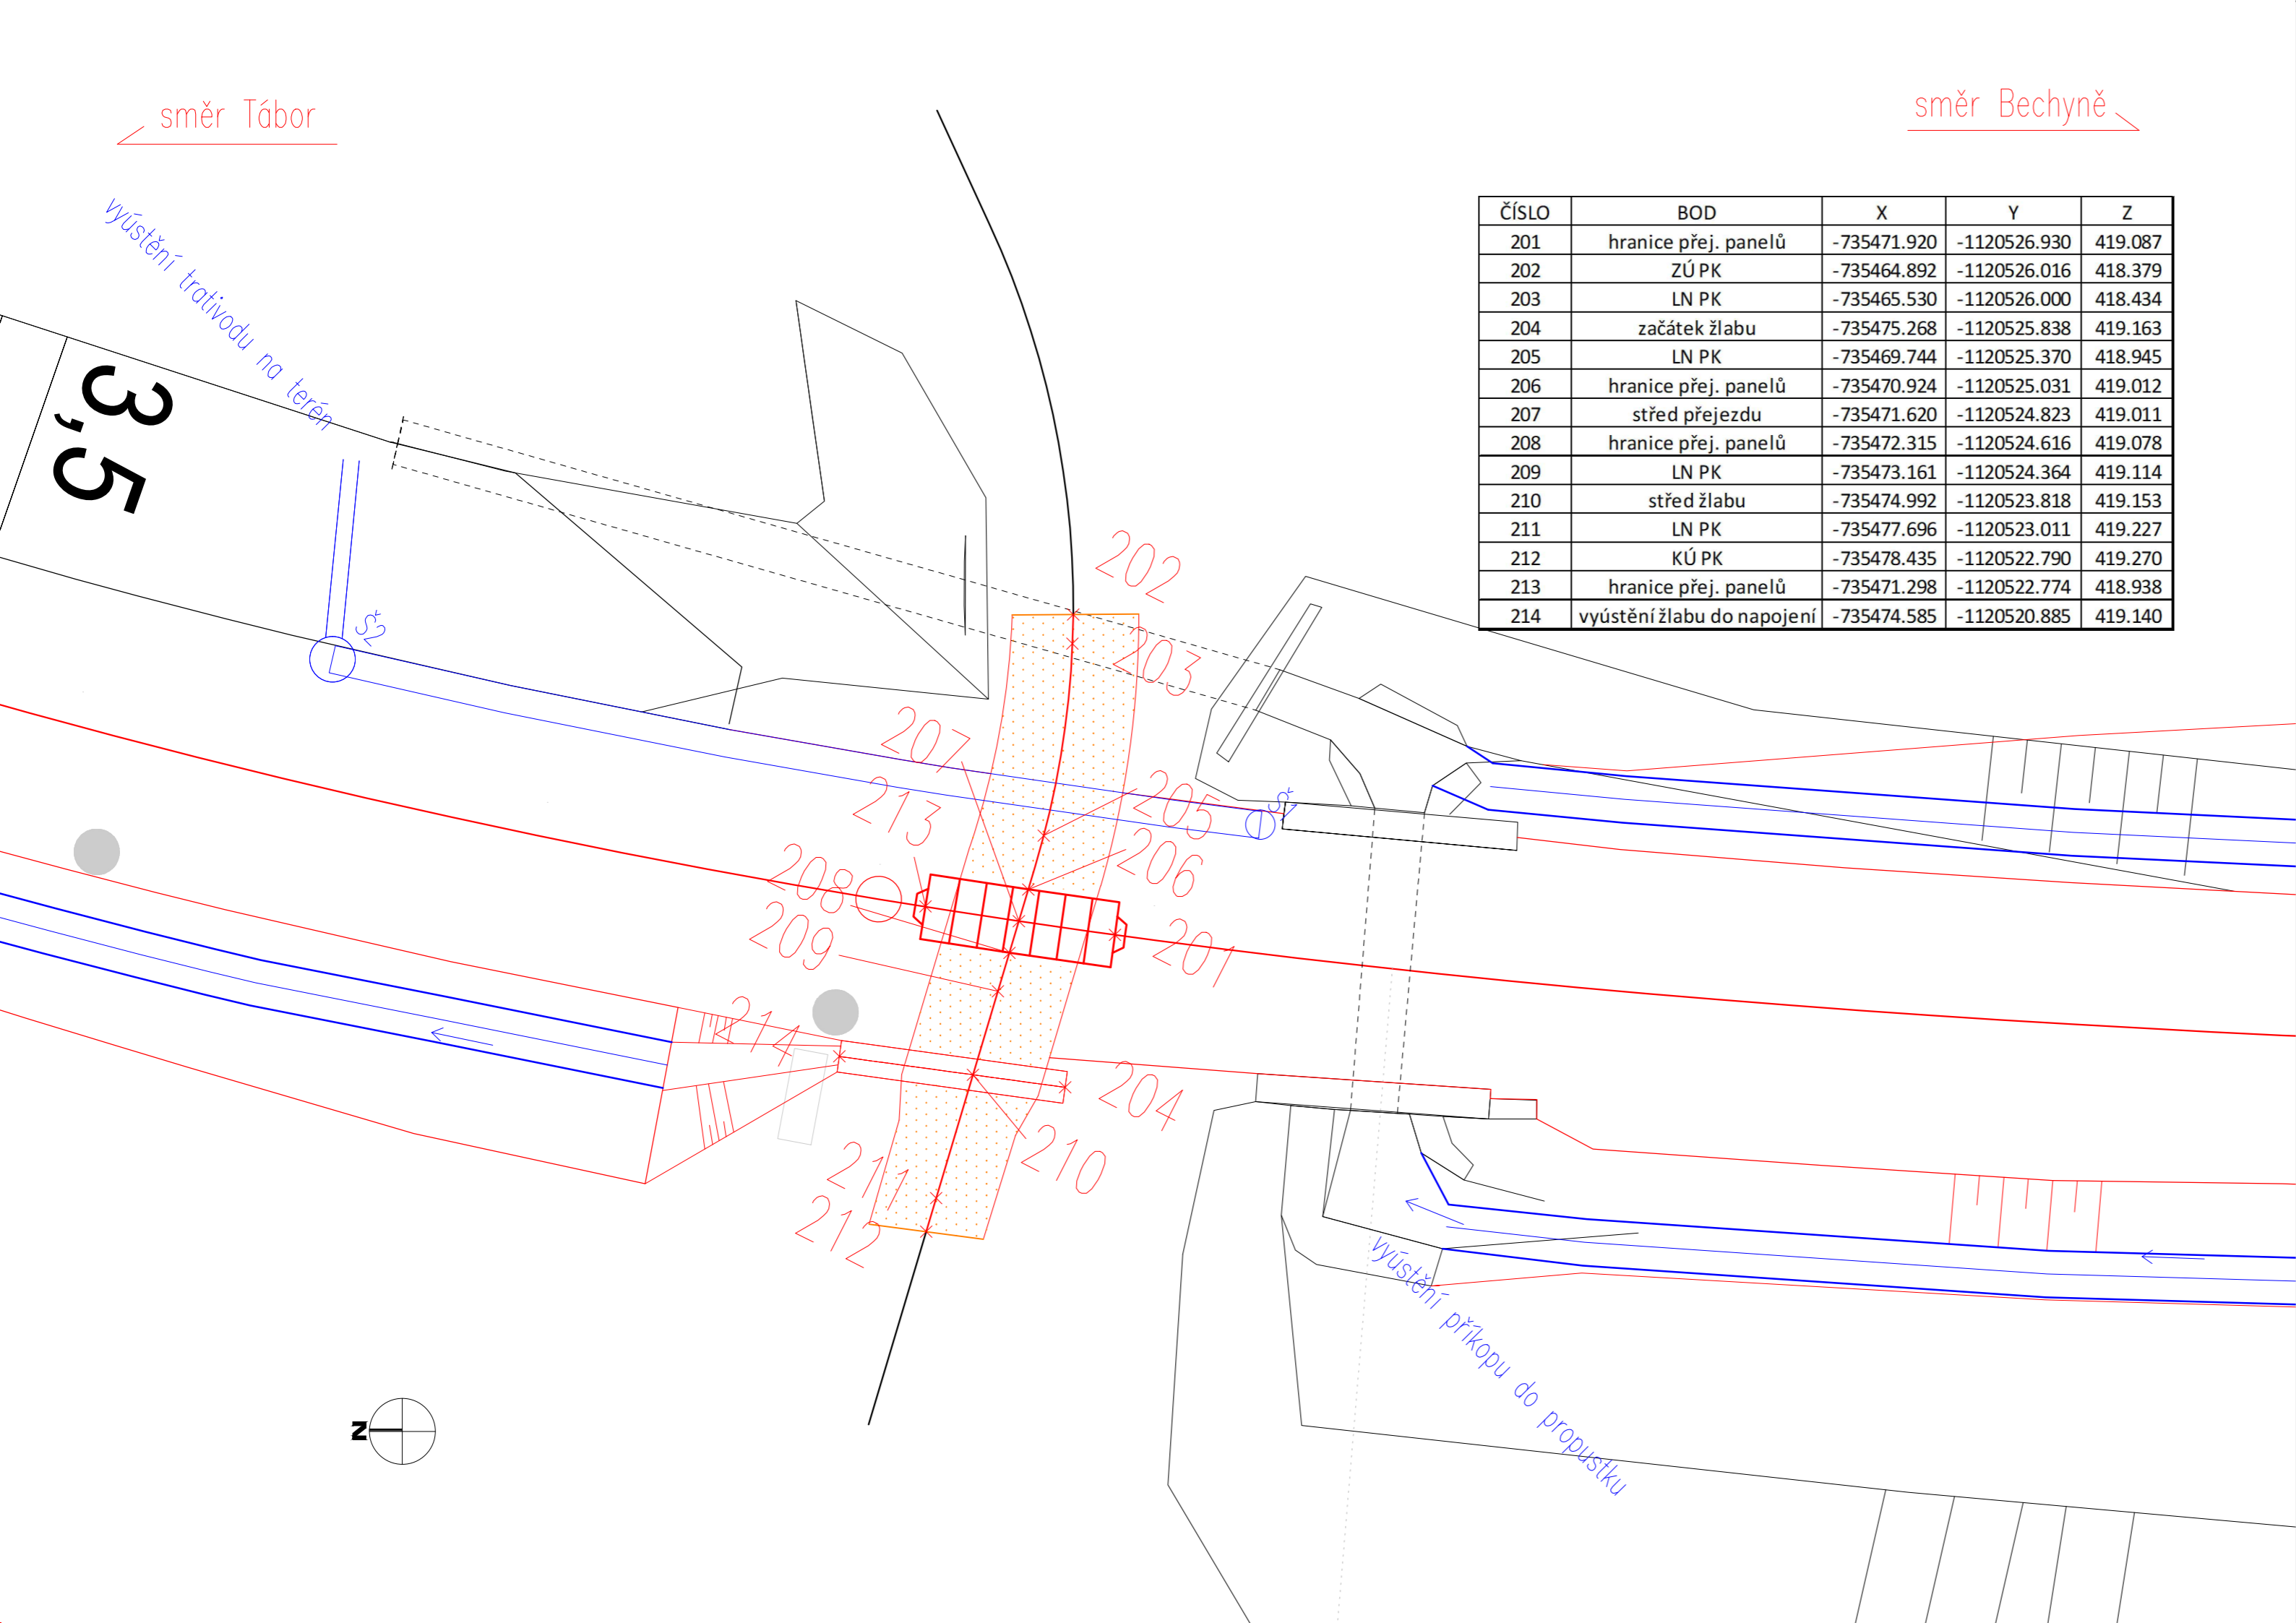 směr Tábor
směr Bechyně
vyústění trativodu na terén
ČÍSLO BOD X Y Z
201 hranice přej. panelů -735471.920 -1120526.930 419.087
202 ZÚ PK -735464.892 -1120526.016 418.379
203 LN PK -735465.530 -1120526.000 418.434
204 začátek žlabu -735475.268 -1120525.838 419.163
205 LN PK -735469.744 -1120525.370 418.945
206 hranice přej. panelů -735470.924 -1120525.031 419.012
207 střed přejezdu -735471.620 -1120524.823 419.011
208 hranice přej. panelů -735472.315 -1120524.616 419.078
209 LN PK -735473.161 -1120524.364 419.114
210 střed žlabu -735474.992 -1120523.818 419.153
211 LN PK -735477.696 -1120523.011 419.227
212 KÚ PK -735478.435 -1120522.790 419.270
213 hranice přej. panelů -735471.298 -1120522.774 418.938
214 vyústění žlabu do napojení -735474.585 -1120520.885 419.140
3,5
Š2
202
203
207
213
205
Š1
206
208
209
201
214
204
210
211
212
vyústění příkopu do propustku
N